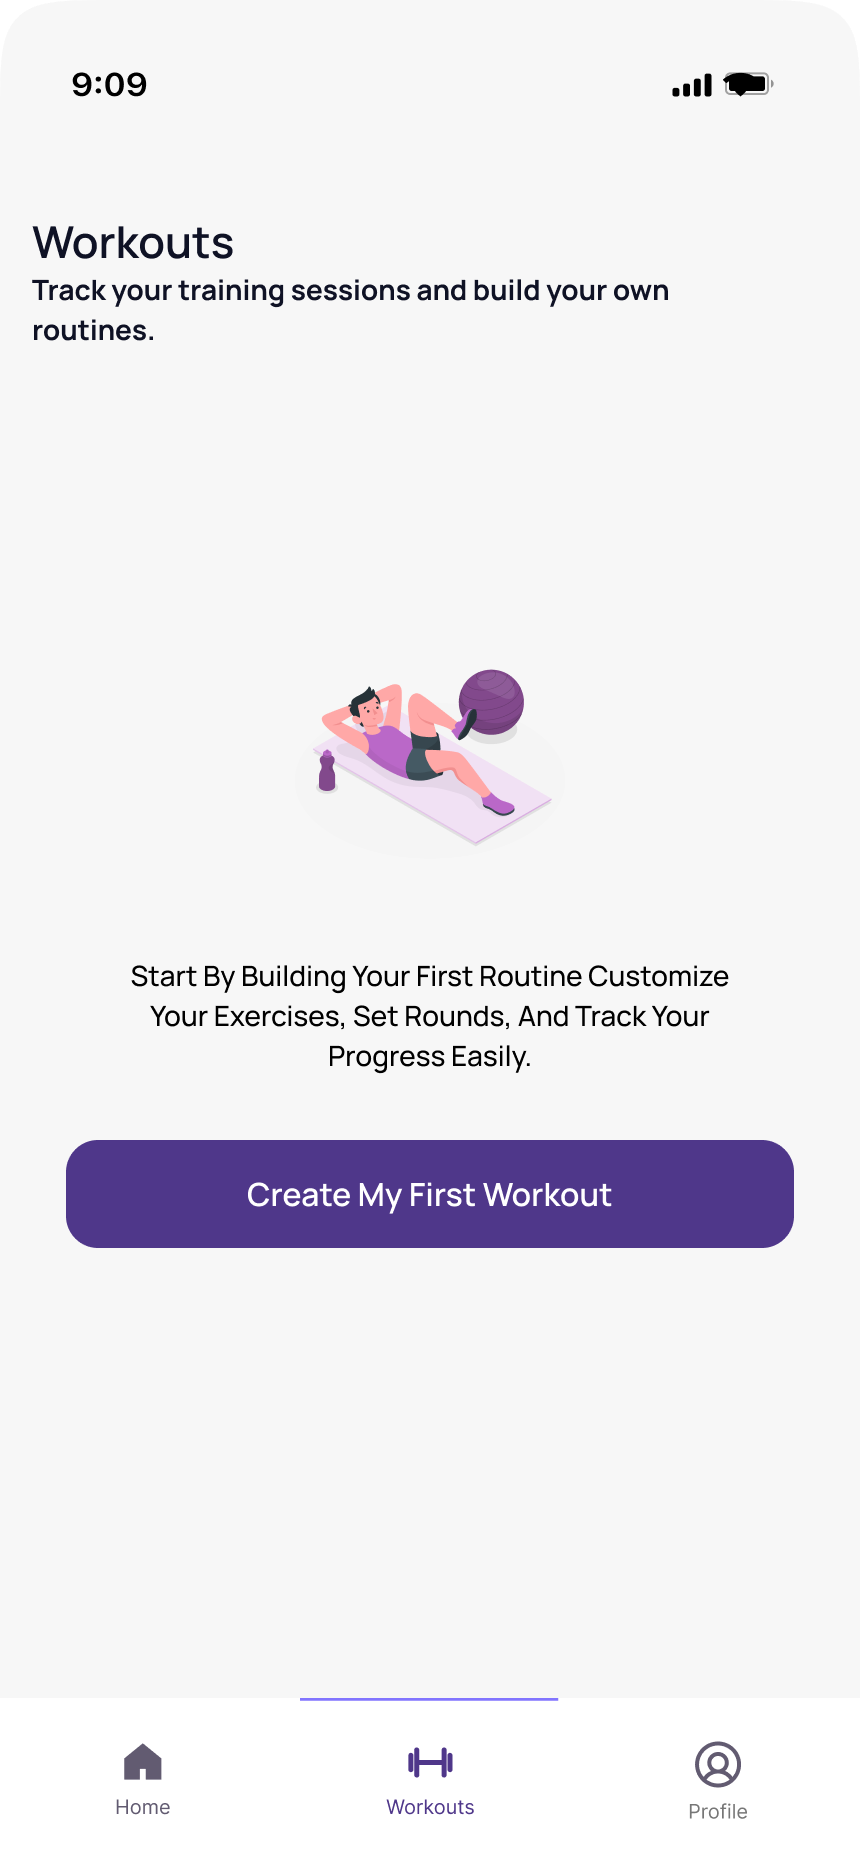 9:09
Workouts
Track your training sessions and build your own
routines.
Start By Building Your First Routine Customize
Your Exercises, Set Rounds, And Track Your
Progress Easily.
Create My First Workout
Home
Workouts
Profile